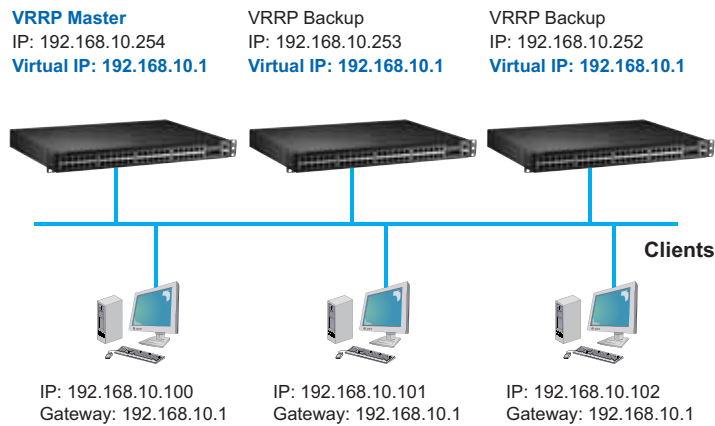 VRRP Master
IP: 192.168.10.254
Virtual IP: 192.168.10.1
VRRP Backup
IP: 192.168.10.253
Virtual IP: 192.168.10.1
VRRP Backup
IP: 192.168.10.252
Virtual IP: 192.168.10.1
Clients
IP: 192.168.10.100
Gateway: 192.168.10.1
IP: 192.168.10.101
Gateway: 192.168.10.1
IP: 192.168.10.102
Gateway: 192.168.10.1